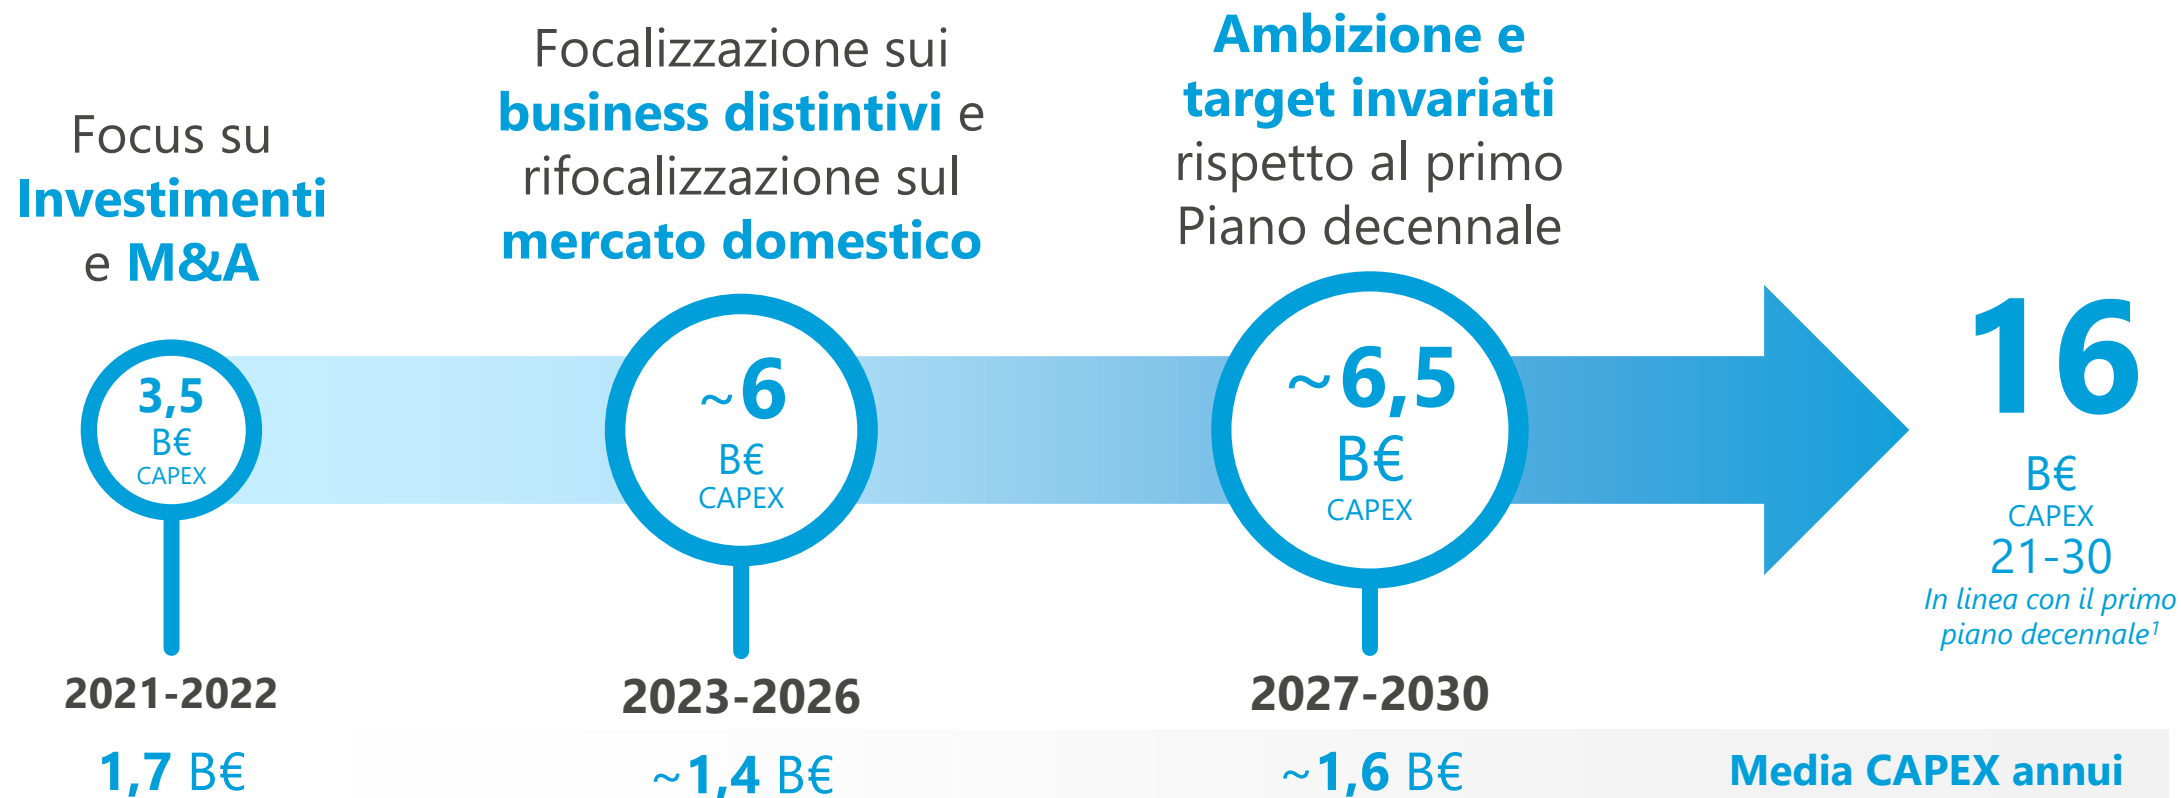 Focus su
Investimenti
e M&A
Focalizzazione sui
business distintivi e
rifocalizzazione sul
mercato domestico
Ambizione e
target invariati
rispetto al primo
Piano decennale
3,5
B€
CAPEX
~6
B€
CAPEX
~6,5
B€
CAPEX
16
B€
CAPEX
21-30
In linea con il primo
piano decennale¹
2021-2022
2023-2026
2027-2030
1,7 B€
~1,4 B€
~1,6 B€
Media CAPEX annui